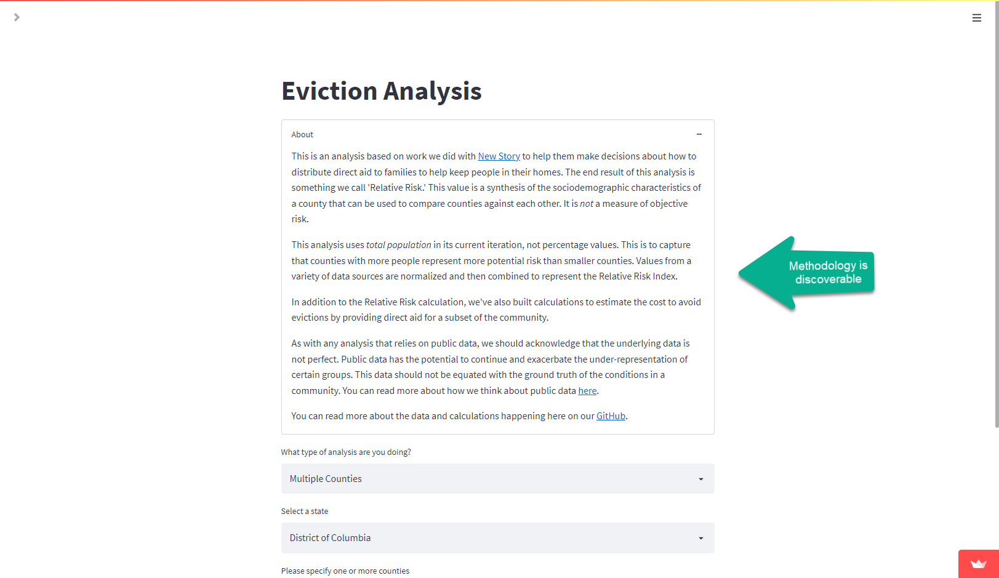 Eviction Analysis
About
This is an analysis based on work we did with New Story to help them make decisions about how to
distribute direct aid to families to help keep people in their homes. The end result of this analysis is
something we call 'Relative Risk.' This value is a synthesis of the sociodemographic characteristics of
a county that can be used to compare counties against each other. It is not a measure of objective
risk.
This analysis uses total population in its current iteration, not percentage values. This is to capture
that counties with more people represent more potential risk than smaller counties. Values from a
variety of data sources are normalized and then combined to represent the Relative Risk Index.
Methodology is
discoverable
In addition to the Relative Risk calculation, we've also built calculations to estimate the cost to avoid
evictions by providing direct aid for a subset of the community.
As with any analysis that relies on public data, we should acknowledge that the underlying data is
not perfect. Public data has the potential to continue and exacerbate the under-representation of
certain groups. This data should not be equated with the ground truth of the conditions in a
community. You can read more about how we think about public data here.
You can read more about the data and calculations happening here on our GitHub.
What type of analysis are you doing?
Multiple Counties
Select a state
District of Columbia
Please specify one or more counties